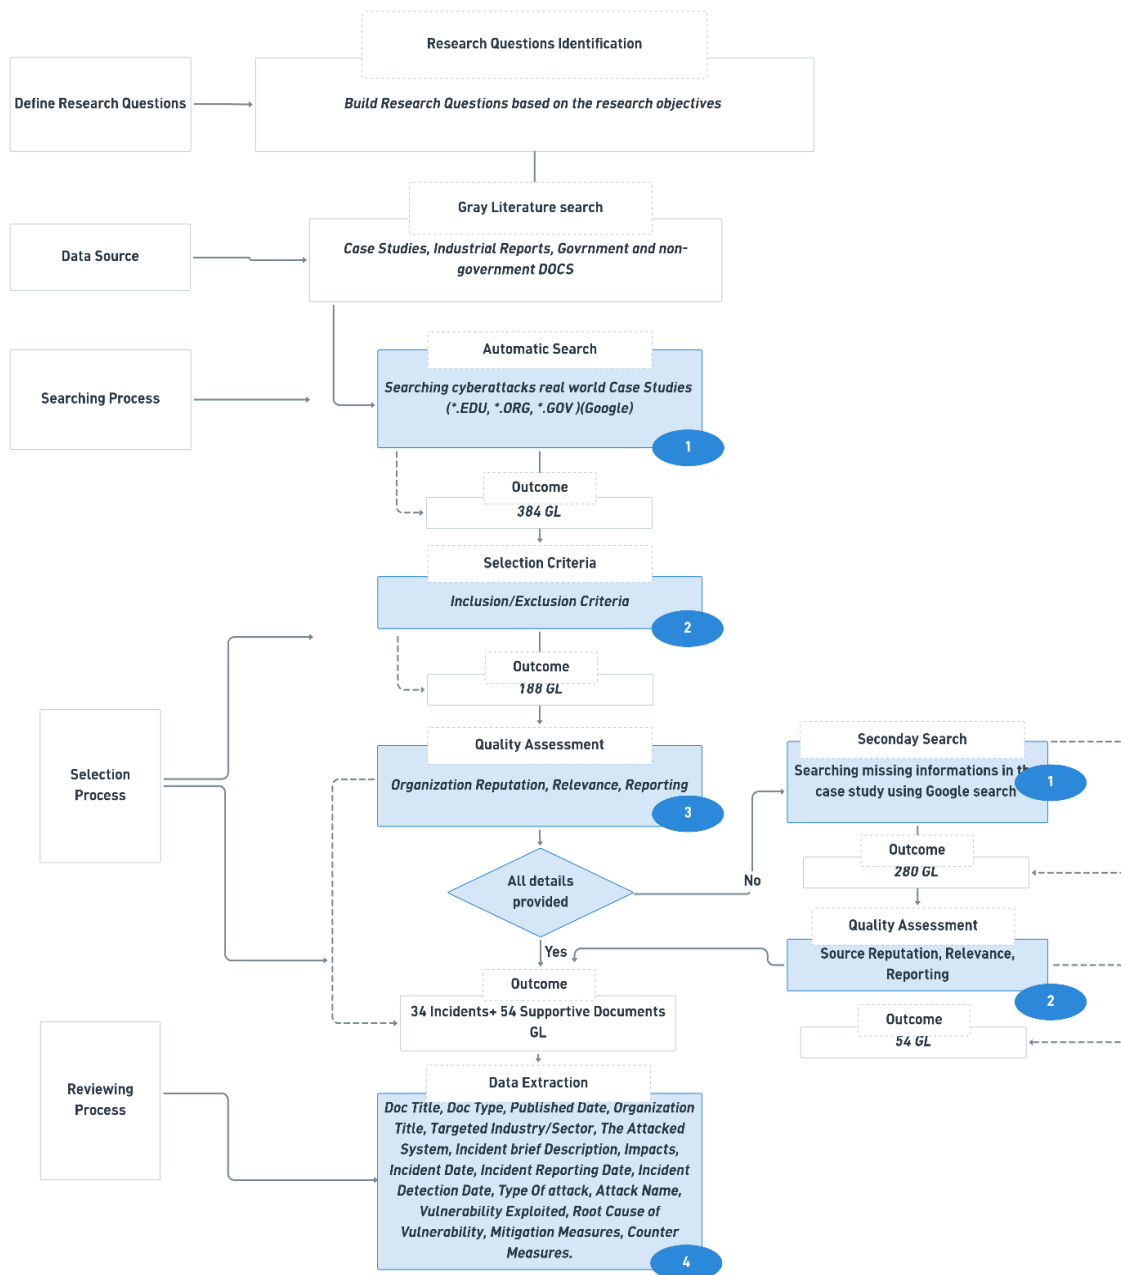 Research Questions Identification
Define Research Questions
Build Research Questions based on the research objectives
Gray Literature search
Data Source
Case Studies, Industrial Reports, Govrnment and non-
government DOCS
Automatic Search
Searching Process
Searching cyberattacks real world Case Studies
(*.EDU, *.ORG, *.GOV )(Google)
1
Outcome
384 GL
Selection Criteria
Inclusion/Exclusion Criteria
2
Outcome
188 GL
Selection
Process
Quality Assessment
Organization Reputation, Relevance, Reporting
3
All details
provided
No
Yes
Seconday Search
Searching missing informations in the
case study using Google search
1
Outcome
280 GL
Quality Assessment
Source Reputation, Relevance,
Reporting
2
Outcome
54 GL
Outcome
34 Incidents+ 54 Supportive Documents
GL
Reviewing
Process
Data Extraction
Doc Title, Doc Type, Published Date, Organization
Title, Targeted Industry/Sector, The Attacked
System, Incident brief Description, Impacts,
Incident Date, Incident Reporting Date, Incident
Detection Date, Type Of attack, Attack Name,
Vulnerability Exploited, Root Cause of
Vulnerability, Mitigation Measures, Counter
Measures.
4